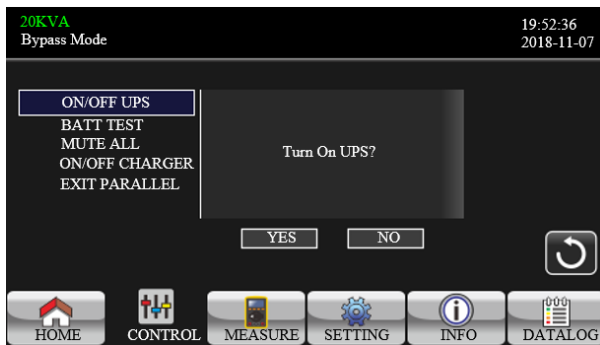 20KVA
Bypass Mode
19:52:36
2018-11-07
ON/OFF UPS
BATT TEST
MUTE ALL
ON/OFF CHARGER
EXIT PARALLEL
Turn On UPS?
YES NO
HOME CONTROL MEASURE SETTING INFO DATALOG